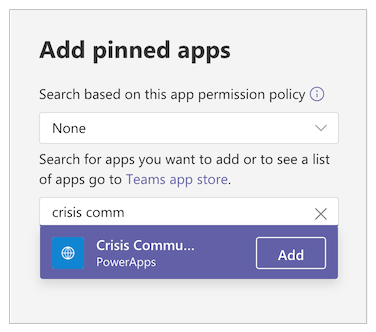 Add pinned apps
Search based on this app permission policy
None
Search for apps you want to add or to see a list
of apps go to Teams app store.
crisis comm
Crisis Commu...
Add
PowerApps